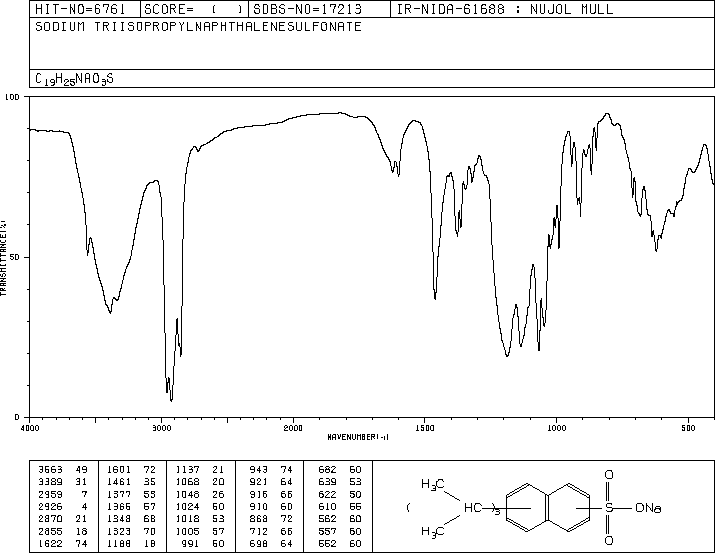 HIT-NO=6761 SCORE= ( ) SDBS-NO=17213 IR-NIDA-61688 : NUJOL MULL
SODIUM TRIISOPROPYLNAPHTHALENESULFONATE
C19H25NAO3S
100
50
0
TRANSMITTANCE(%)
4000 3000 2000 1500 1000 500
WAVENUMBER(-1)
3563 49 1601 72 1137 21 943 74 682 60
3389 31 1461 35 1068 20 921 64 639 53
2959 7 1377 55 1048 26 916 66 622 50
2926 4 1366 57 1024 60 910 60 610 55
2870 21 1348 68 1018 53 868 72 562 60
2855 18 1323 70 1005 57 712 66 557 60
1622 74 1188 18 991 50 698 64 552 60
H3C
( HC )3
H3C
O
S ONa
O